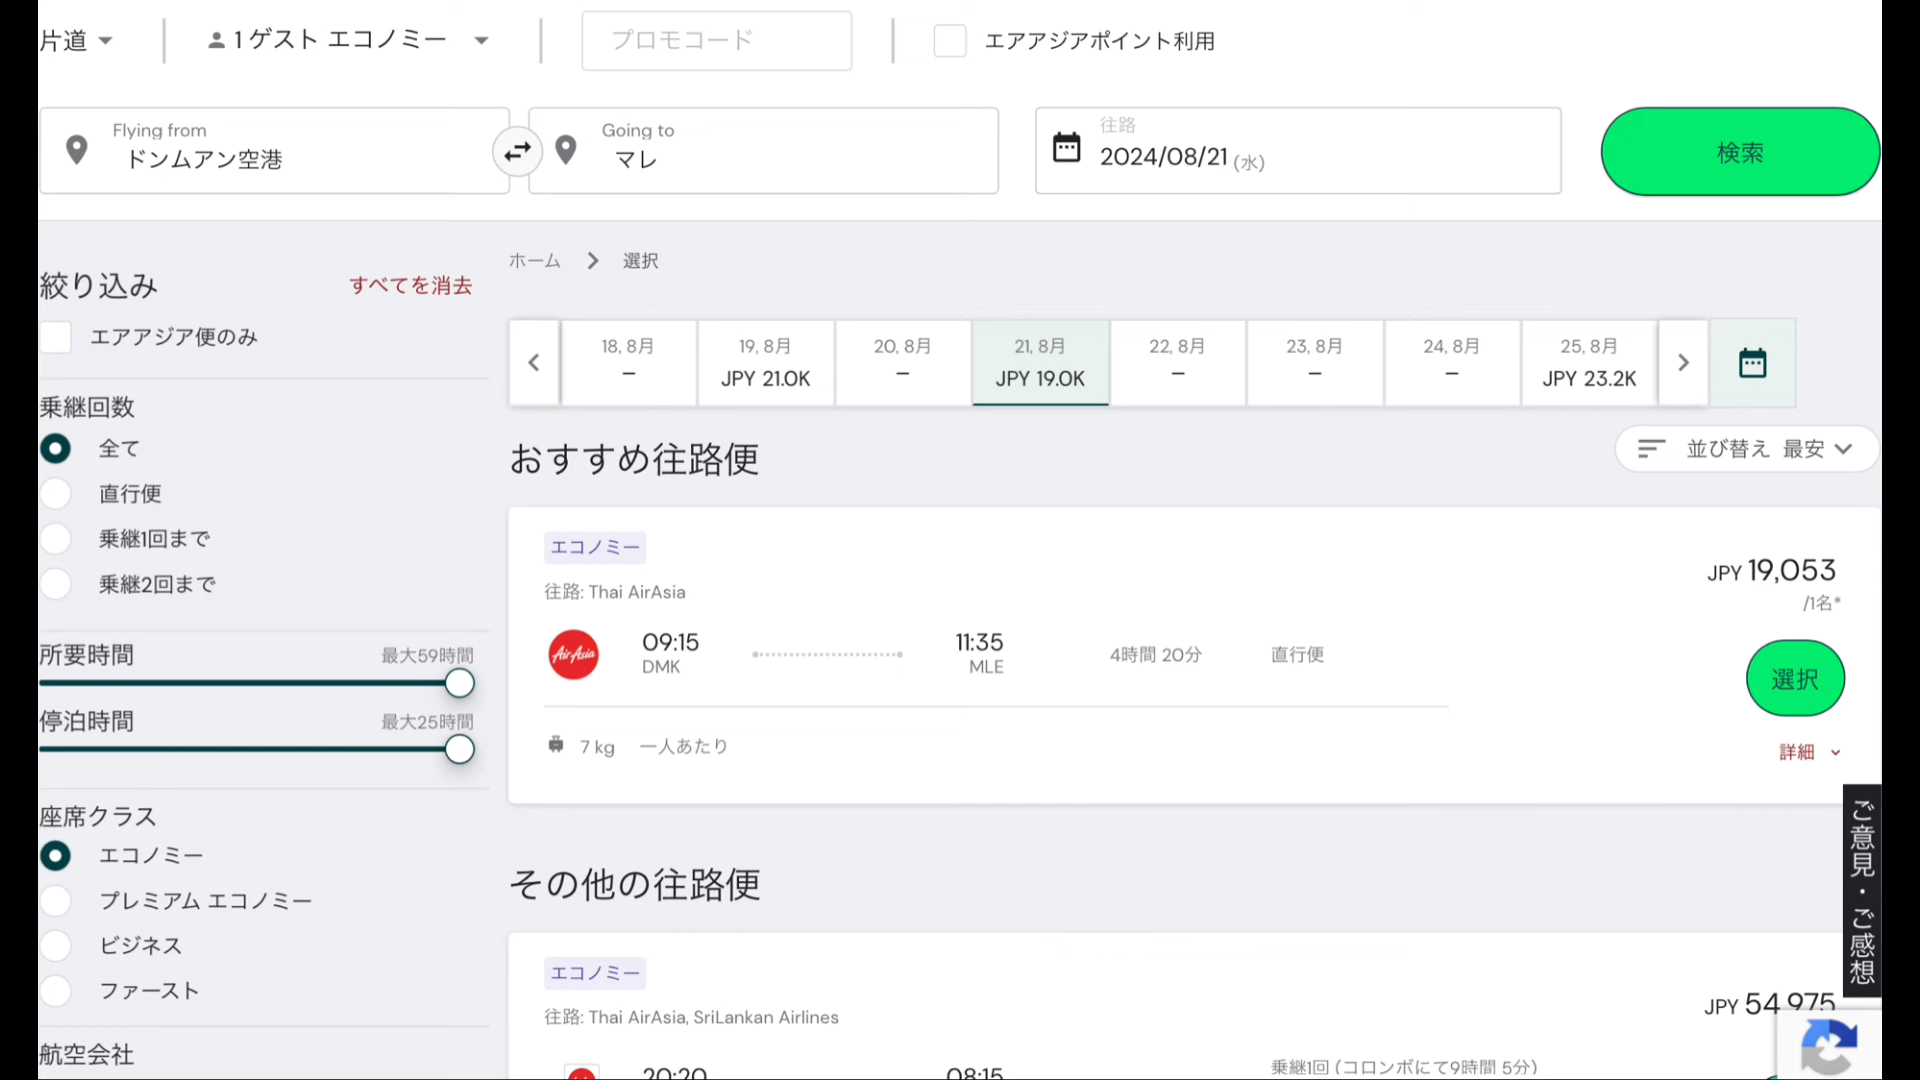 片道
1 ゲスト エコノミー
プロモコード
エアアジアポイント利用
Flying from
ドンムアン空港
Going to
マレ
往路
2024/08/21 (水)
検索
ホーム > 選択
絞り込み
すべてを消去
エアアジア便のみ
乗継回数
全て
直行便
乗継1回まで
乗継2回まで
所要時間
最大59時間
停泊時間
最大25時間
座席クラス
エコノミー
プレミアム エコノミー
ビジネス
ファースト
航空会社
18, 8月
–
19, 8月
JPY 21.0K
20, 8月
–
21, 8月
JPY 19.0K
22, 8月
–
23, 8月
–
24, 8月
–
25, 8月
JPY 23.2K
おすすめ往路便
並び替え 最安
エコノミー
往路: Thai AirAsia
AirAsia
09:15
DMK
11:35
MLE
4時間 20分
直行便
JPY 19,053
/1名*
選択
7 kg 一人あたり
詳細
その他の往路便
エコノミー
往路: Thai AirAsia, SriLankan Airlines
JPY 54,975
20:20
08:15
乗継1回 (コロンボにて9時間 5分)
ご意見・ご感想